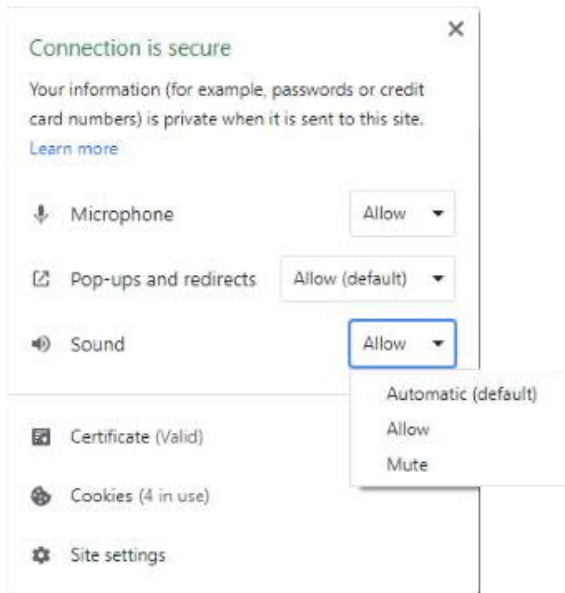 Connection is secure
Your information (for example, passwords or credit
card numbers) is private when it is sent to this site.
Learn more
Microphone
Allow
Pop-ups and redirects
Allow (default)
Sound
Allow
Automatic (default)
Allow
Mute
Certificate (Valid)
Cookies (4 in use)
Site settings